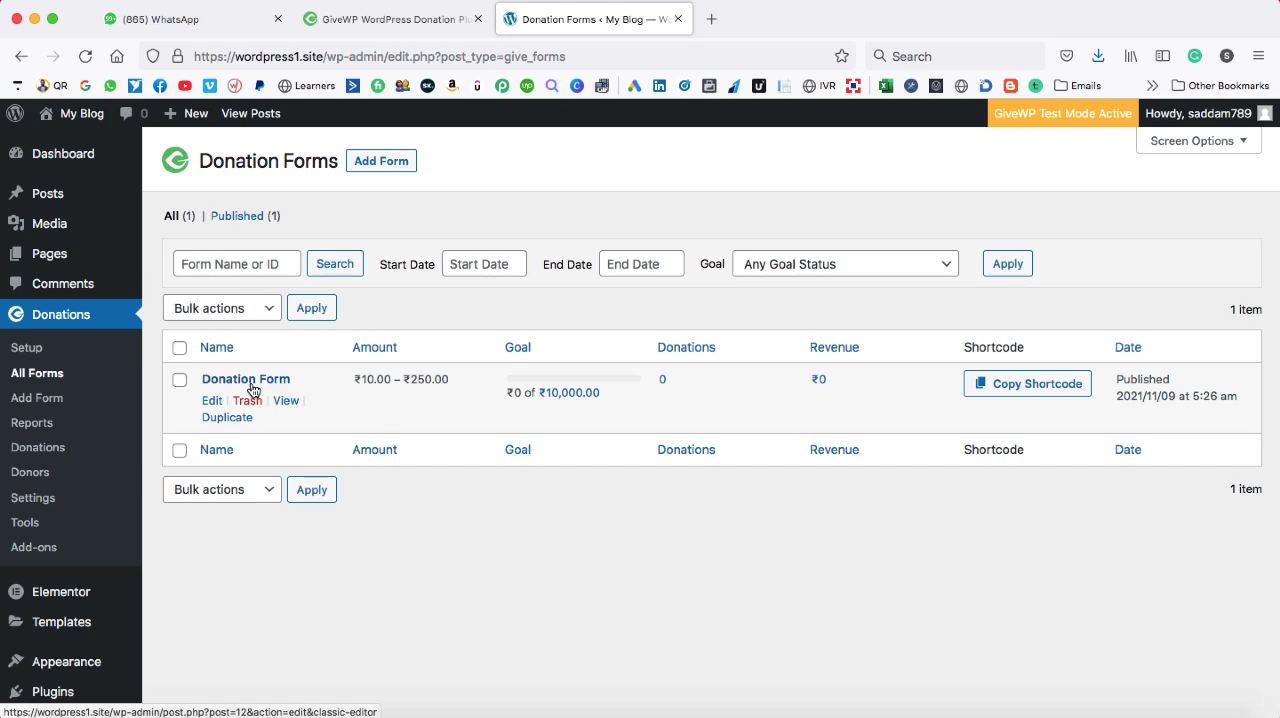 (865) WhatsApp
GiveWP WordPress Donation Plu
Donation Forms ‹ My Blog — Wo
https://wordpress1.site/wp-admin/edit.php?post_type=give_forms
Search
QR
Learners
IVR
Emails
Other Bookmarks
My Blog
0
New
View Posts
GiveWP Test Mode Active
Howdy, saddam789
Dashboard
Posts
Media
Pages
Comments
Donations
Setup
All Forms
Add Form
Reports
Donations
Donors
Settings
Tools
Add-ons
Elementor
Templates
Appearance
Plugins
Donation Forms
Add Form
Screen Options
All (1) | Published (1)
Form Name or ID
Search
Start Date
Start Date
End Date
End Date
Goal
Any Goal Status
Apply
Bulk actions
Apply
1 item
Name Amount Goal Donations Revenue Shortcode Date
Donation Form ₹10.00 – ₹250.00 0 ₹0 Copy Shortcode Published
₹0 of ₹10,000.00 2021/11/09 at 5:26 am
Edit | Trash | View |
Duplicate
Name Amount Goal Donations Revenue Shortcode Date
Bulk actions
Apply
1 item
https://wordpress1.site/wp-admin/post.php?post=12&action=edit&classic-editor